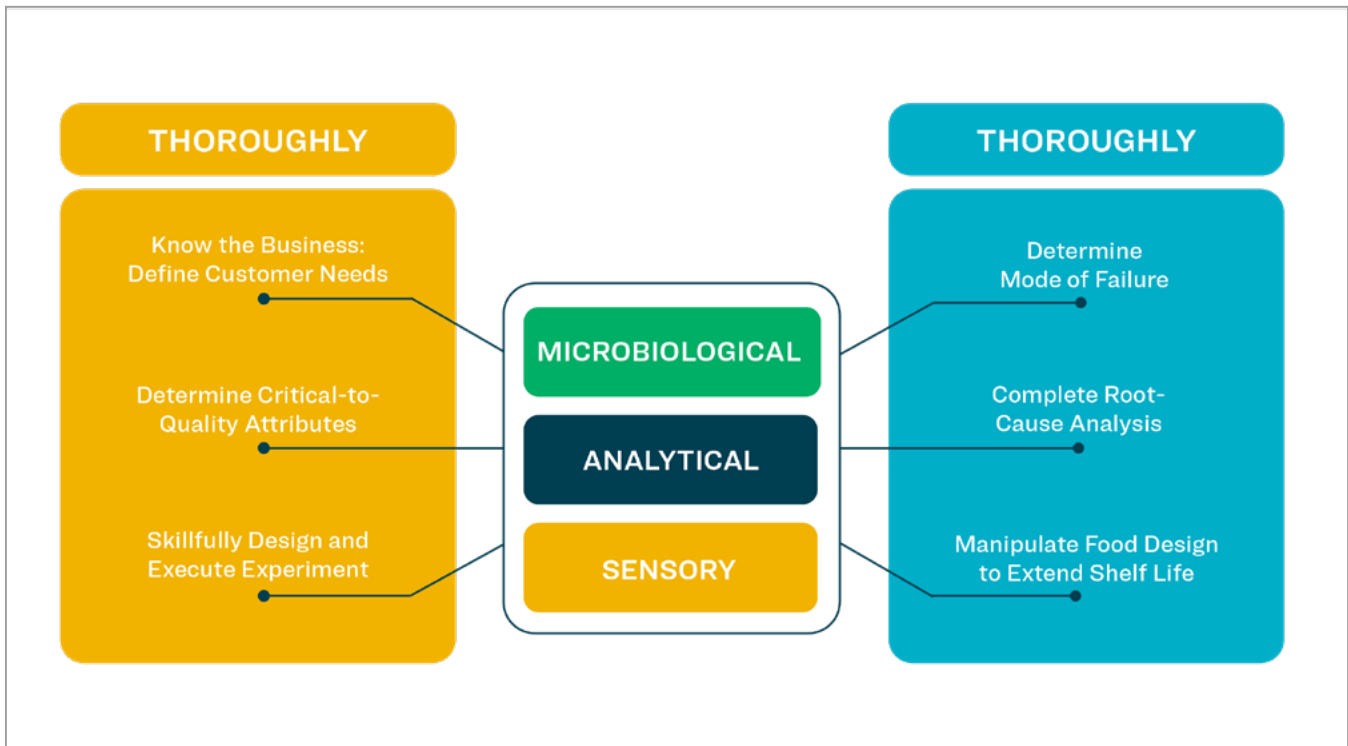 THOROUGHLY
Know the Business:
Define Customer Needs
Determine Critical-to-
Quality Attributes
Skillfully Design and
Execute Experiment
MICROBIOLOGICAL
ANALYTICAL
SENSORY
THOROUGHLY
Determine
Mode of Failure
Complete Root-
Cause Analysis
Manipulate Food Design
to Extend Shelf Life